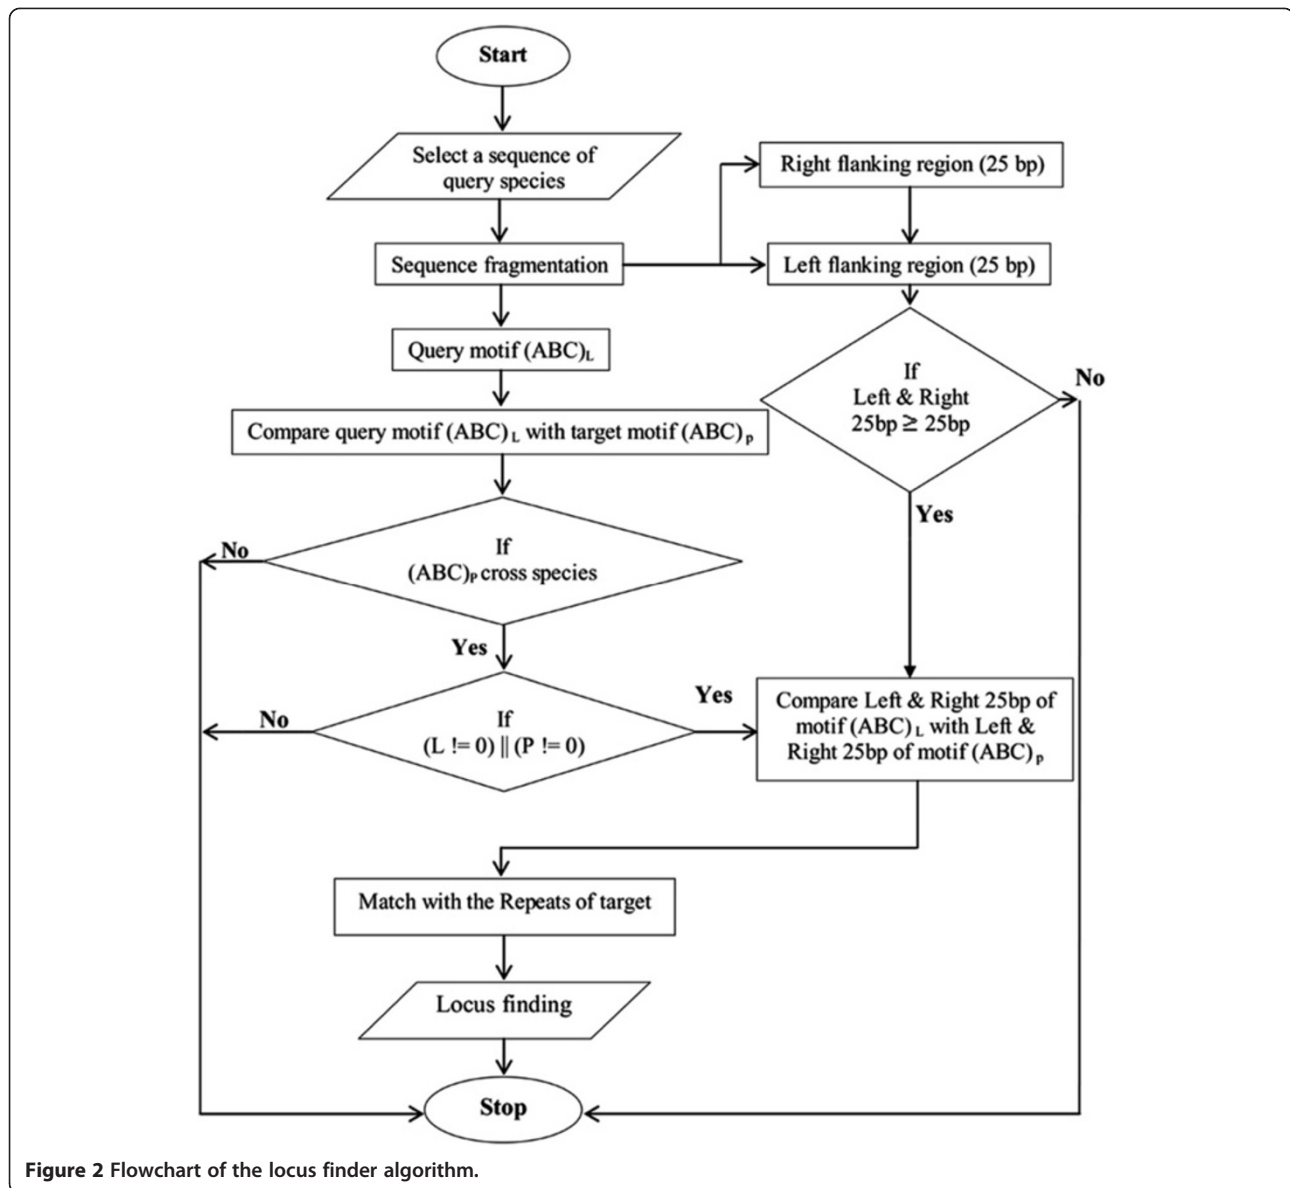 Start
Select a sequence of
query species
Right flanking region (25 bp)
Sequence fragmentation
Left flanking region (25 bp)
Query motif (ABC)L
If
Left & Right
25bp ≧ 25bp
No
Compare query motif (ABC)L with target motif (ABC)p
Yes
If
(ABC)P cross species
No
Yes
If
(L != 0) || (P != 0)
No
Yes
Compare Left & Right 25bp of
motif (ABC)L with Left &
Right 25bp of motif (ABC)p
Match with the Repeats of target
Locus finding
Stop
Figure 2 Flowchart of the locus finder algorithm.